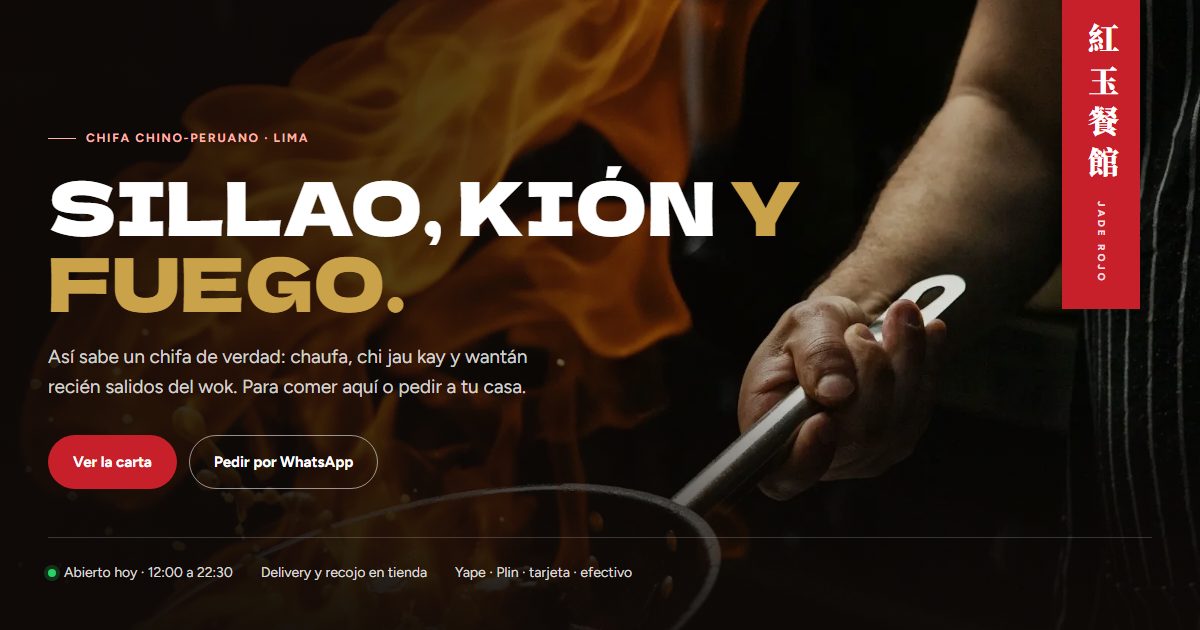 CHIFA CHINO-PERUANO · LIMA
SILLAO, KIÓN Y
FUEGO.
Así sabe un chifa de verdad: chaufa, chi jau kay y wantán
recién salidos del wok. Para comer aquí o pedir a tu casa.
Ver la carta
Pedir por WhatsApp
Abierto hoy · 12:00 a 22:30
Delivery y recojo en tienda
Yape · Plin · tarjeta · efectivo
紅玉餐館
JADE ROJO